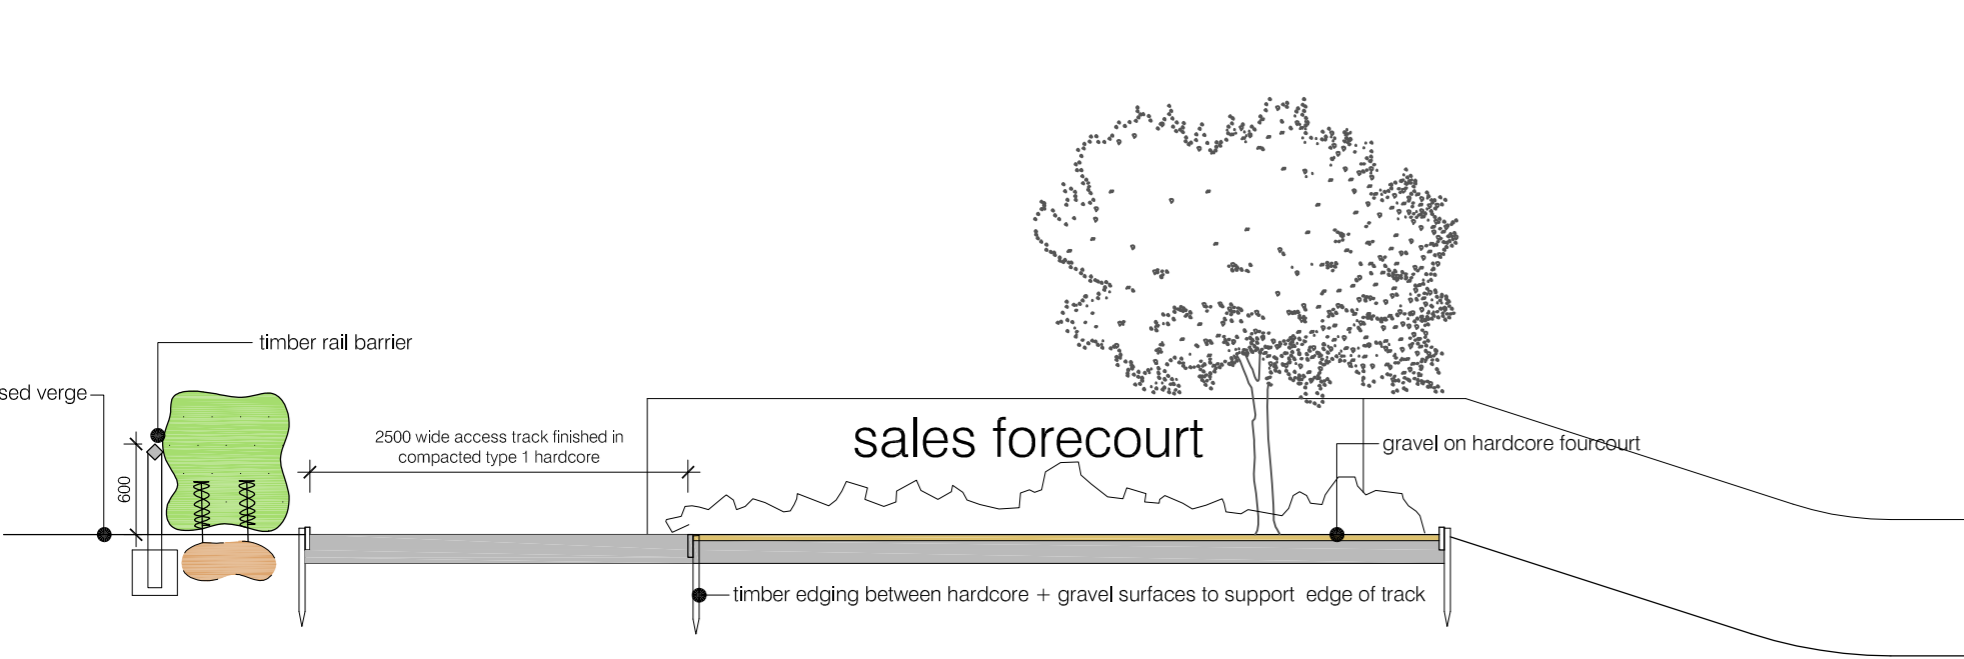 timber rail barrier
sed verge
2500 wide access track finished in
compacted type 1 hardcore
sales forecourt
gravel on hardcore fourcourt
600
timber edging between hardcore + gravel surfaces to support edge of track